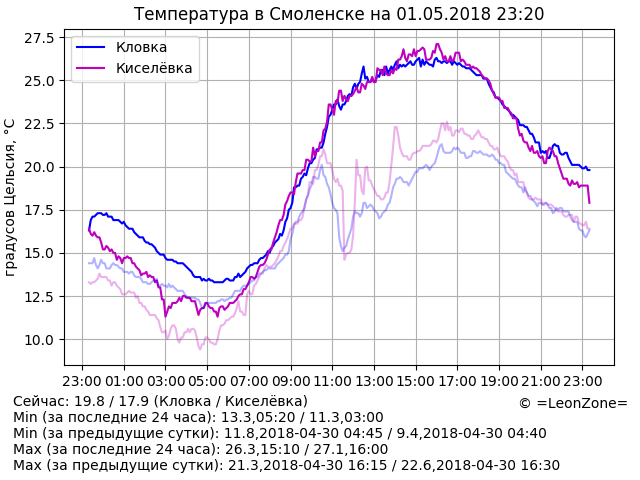 Температура в Смоленске на 01.05.2018 23:20
27.5
25.0
22.5
20.0
17.5
15.0
12.5
10.0
градусов Цельсия, °C
Кловка
Киселёвка
23:00 01:00 03:00 05:00 07:00 09:00 11:00 13:00 15:00 17:00 19:00 21:00 23:00
Сейчас: 19.8 / 17.9 (Кловка / Киселёвка)
© =LeonZone=
Min (за последние 24 часа): 13.3,05:20 / 11.3,03:00
Min (за предыдущие сутки): 11.8,2018-04-30 04:45 / 9.4,2018-04-30 04:40
Max (за последние 24 часа): 26.3,15:10 / 27.1,16:00
Max (за предыдущие сутки): 21.3,2018-04-30 16:15 / 22.6,2018-04-30 16:30